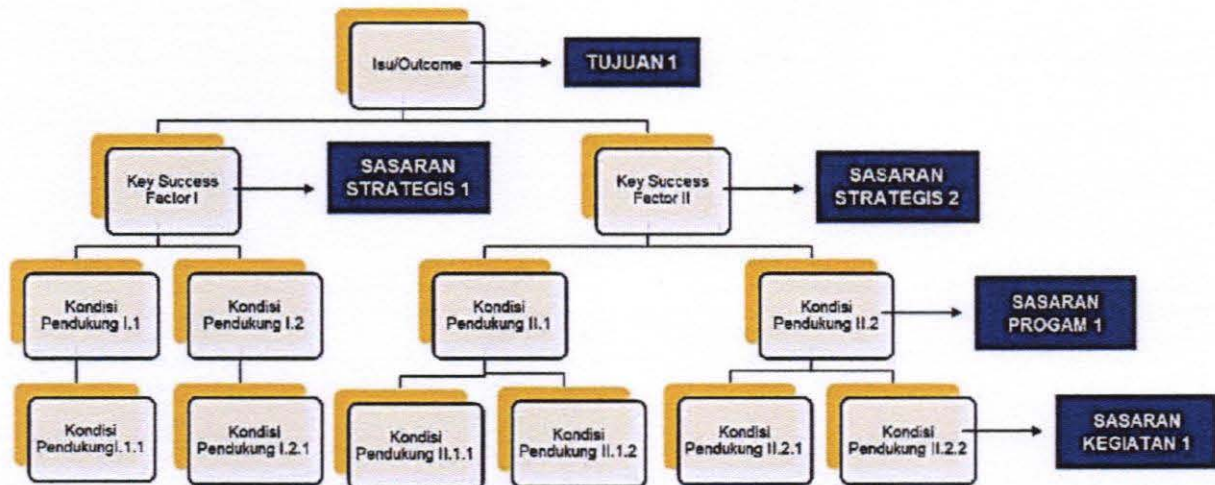 Isu/Outcome
TUJUAN 1
Key Success
Factor I
SASARAN
STRATEGIS 1
Key Success
Factor II
SASARAN
STRATEGIS 2
Kondisi
Pendukung I.1
Kondisi
Pendukung I.2
Kondisi
Pendukung II.1
Kondisi
Pendukung II.2
SASARAN
PROGAM 1
Kondisi
PendukungI.1.1
Kondisi
Pendukung I.2.1
Kondisi
Pendukung II.1.1
Kondisi
Pendukung II.1.2
Kondisi
Pendukung II.2.1
Kondisi
Pendukung II.2.2
SASARAN
KEGIATAN 1